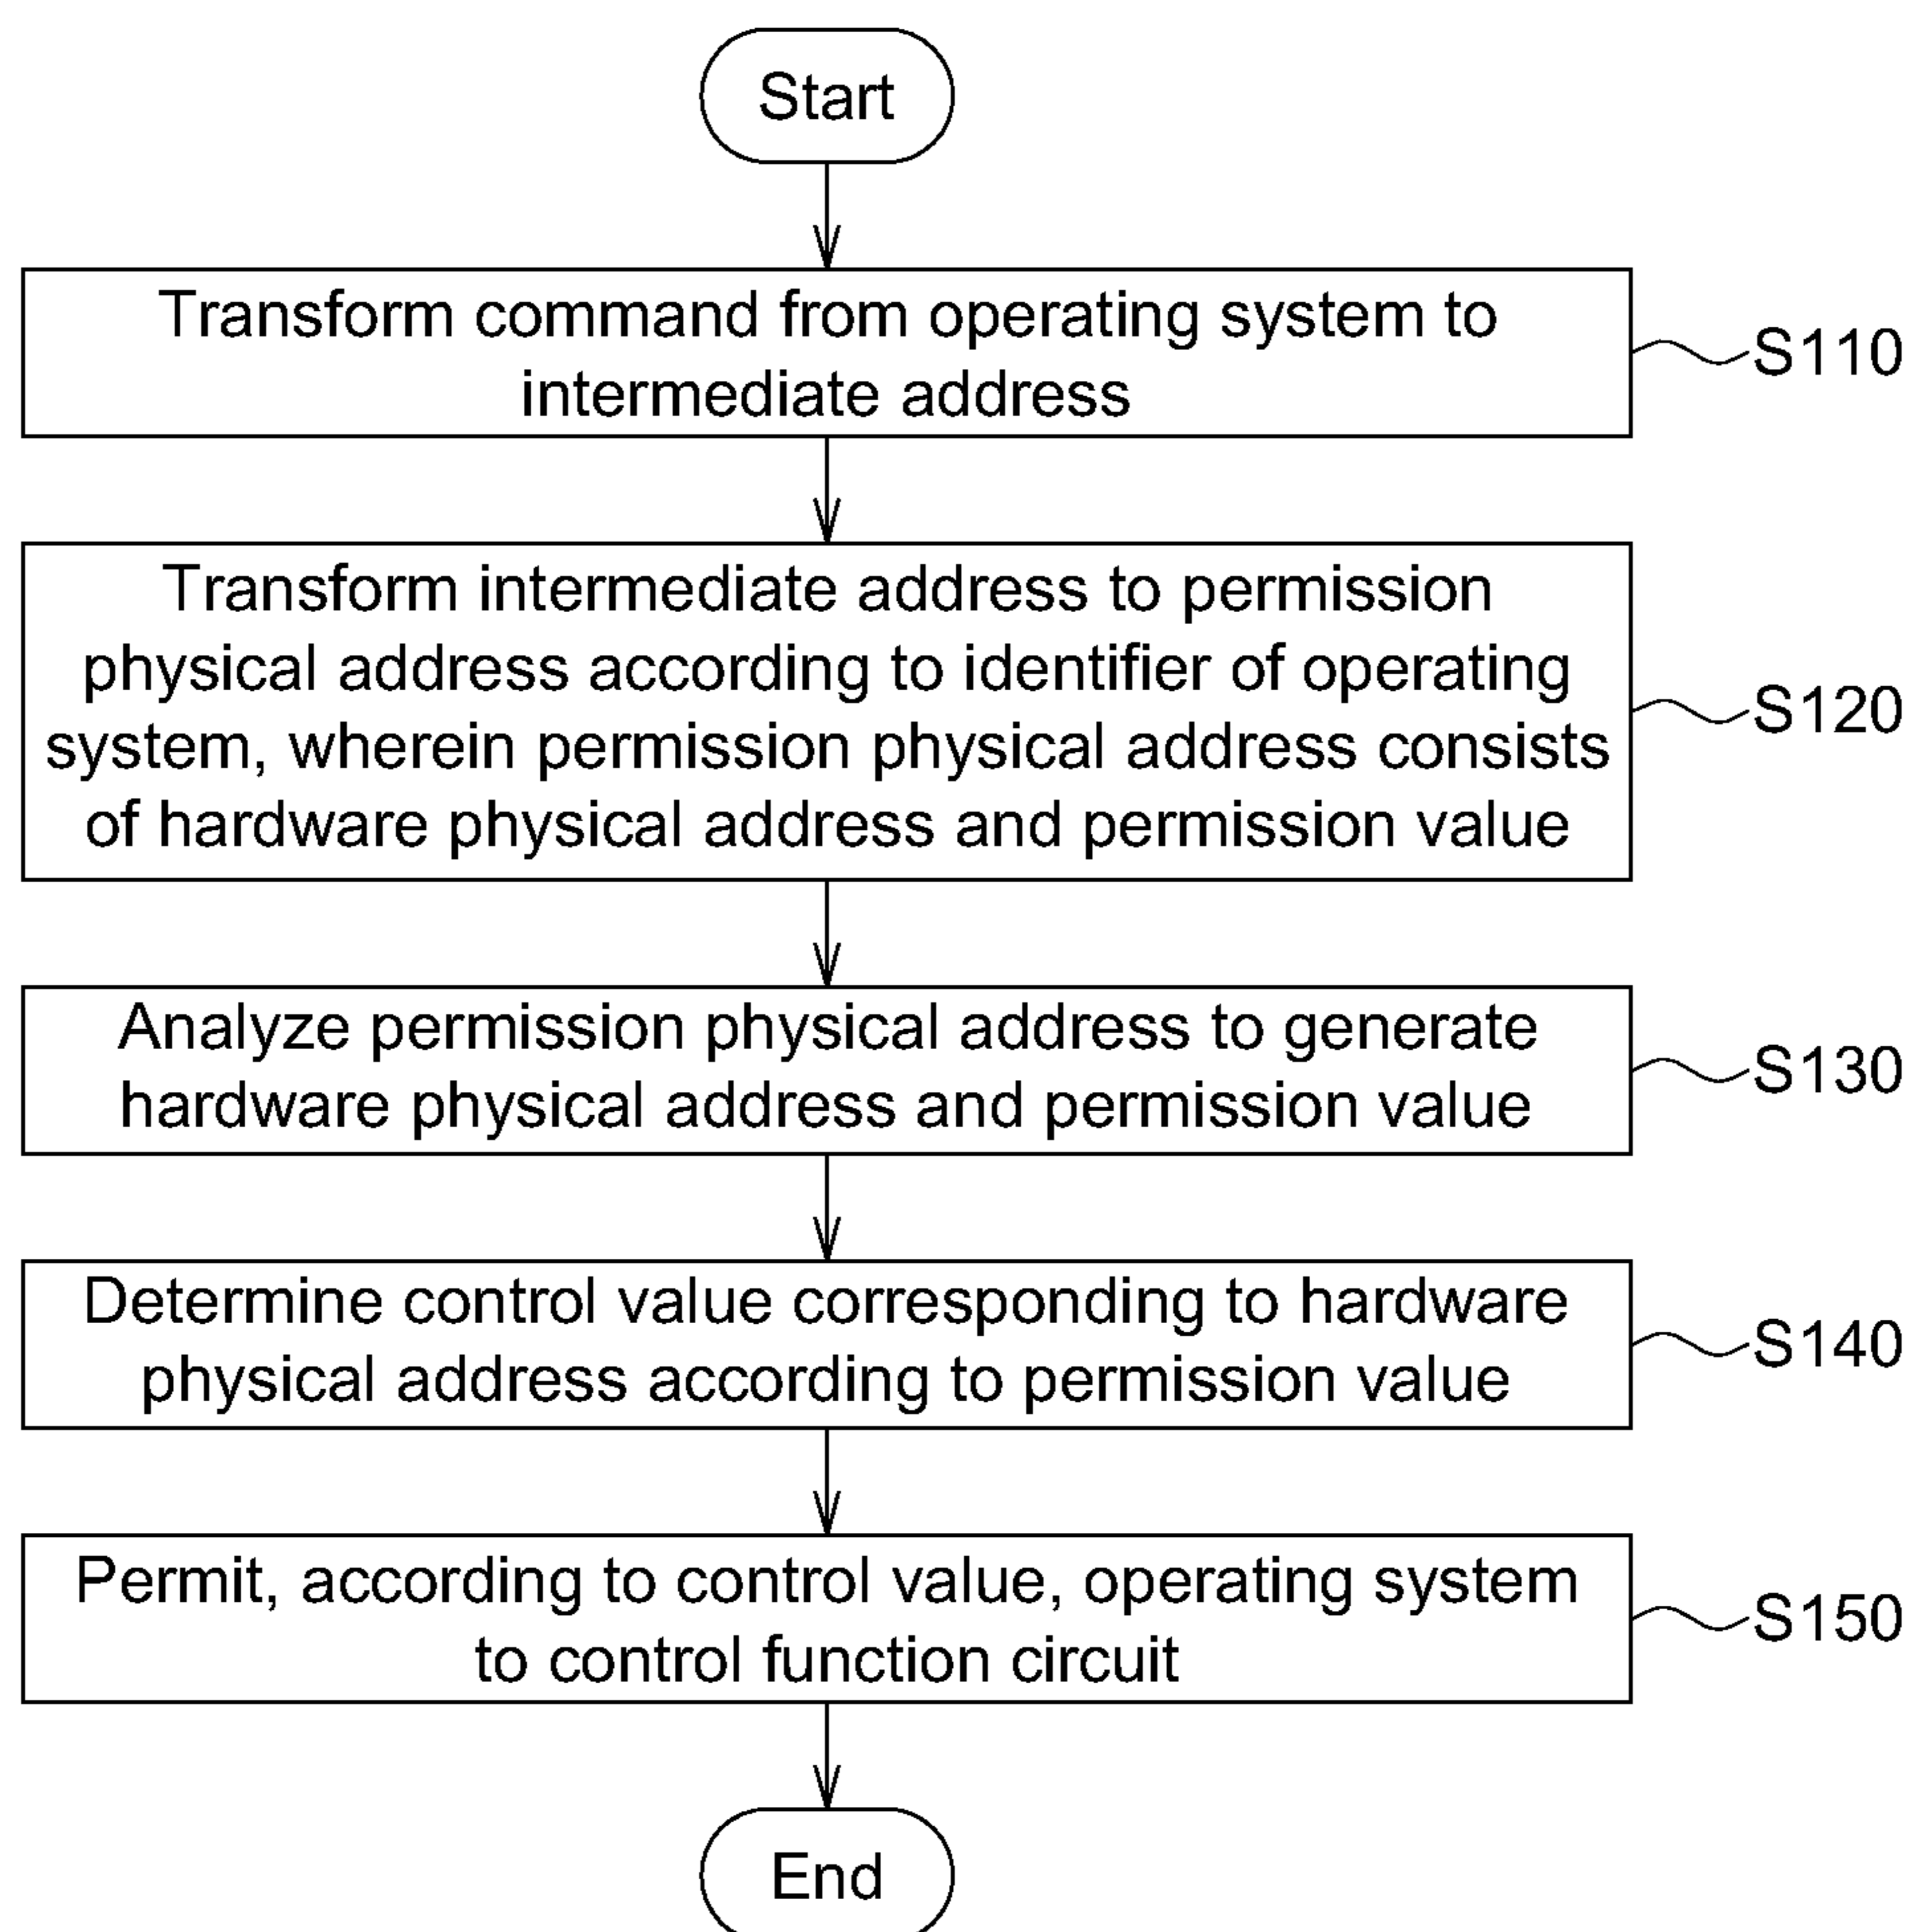 Start
Transform command from operating system to
intermediate address
S110
Transform intermediate address to permission
physical address according to identifier of operating
system, wherein permission physical address consists
of hardware physical address and permission value
S120
Analyze permission physical address to generate
hardware physical address and permission value
S130
Determine control value corresponding to hardware
physical address according to permission value
S140
Permit, according to control value, operating system
to control function circuit
S150
End